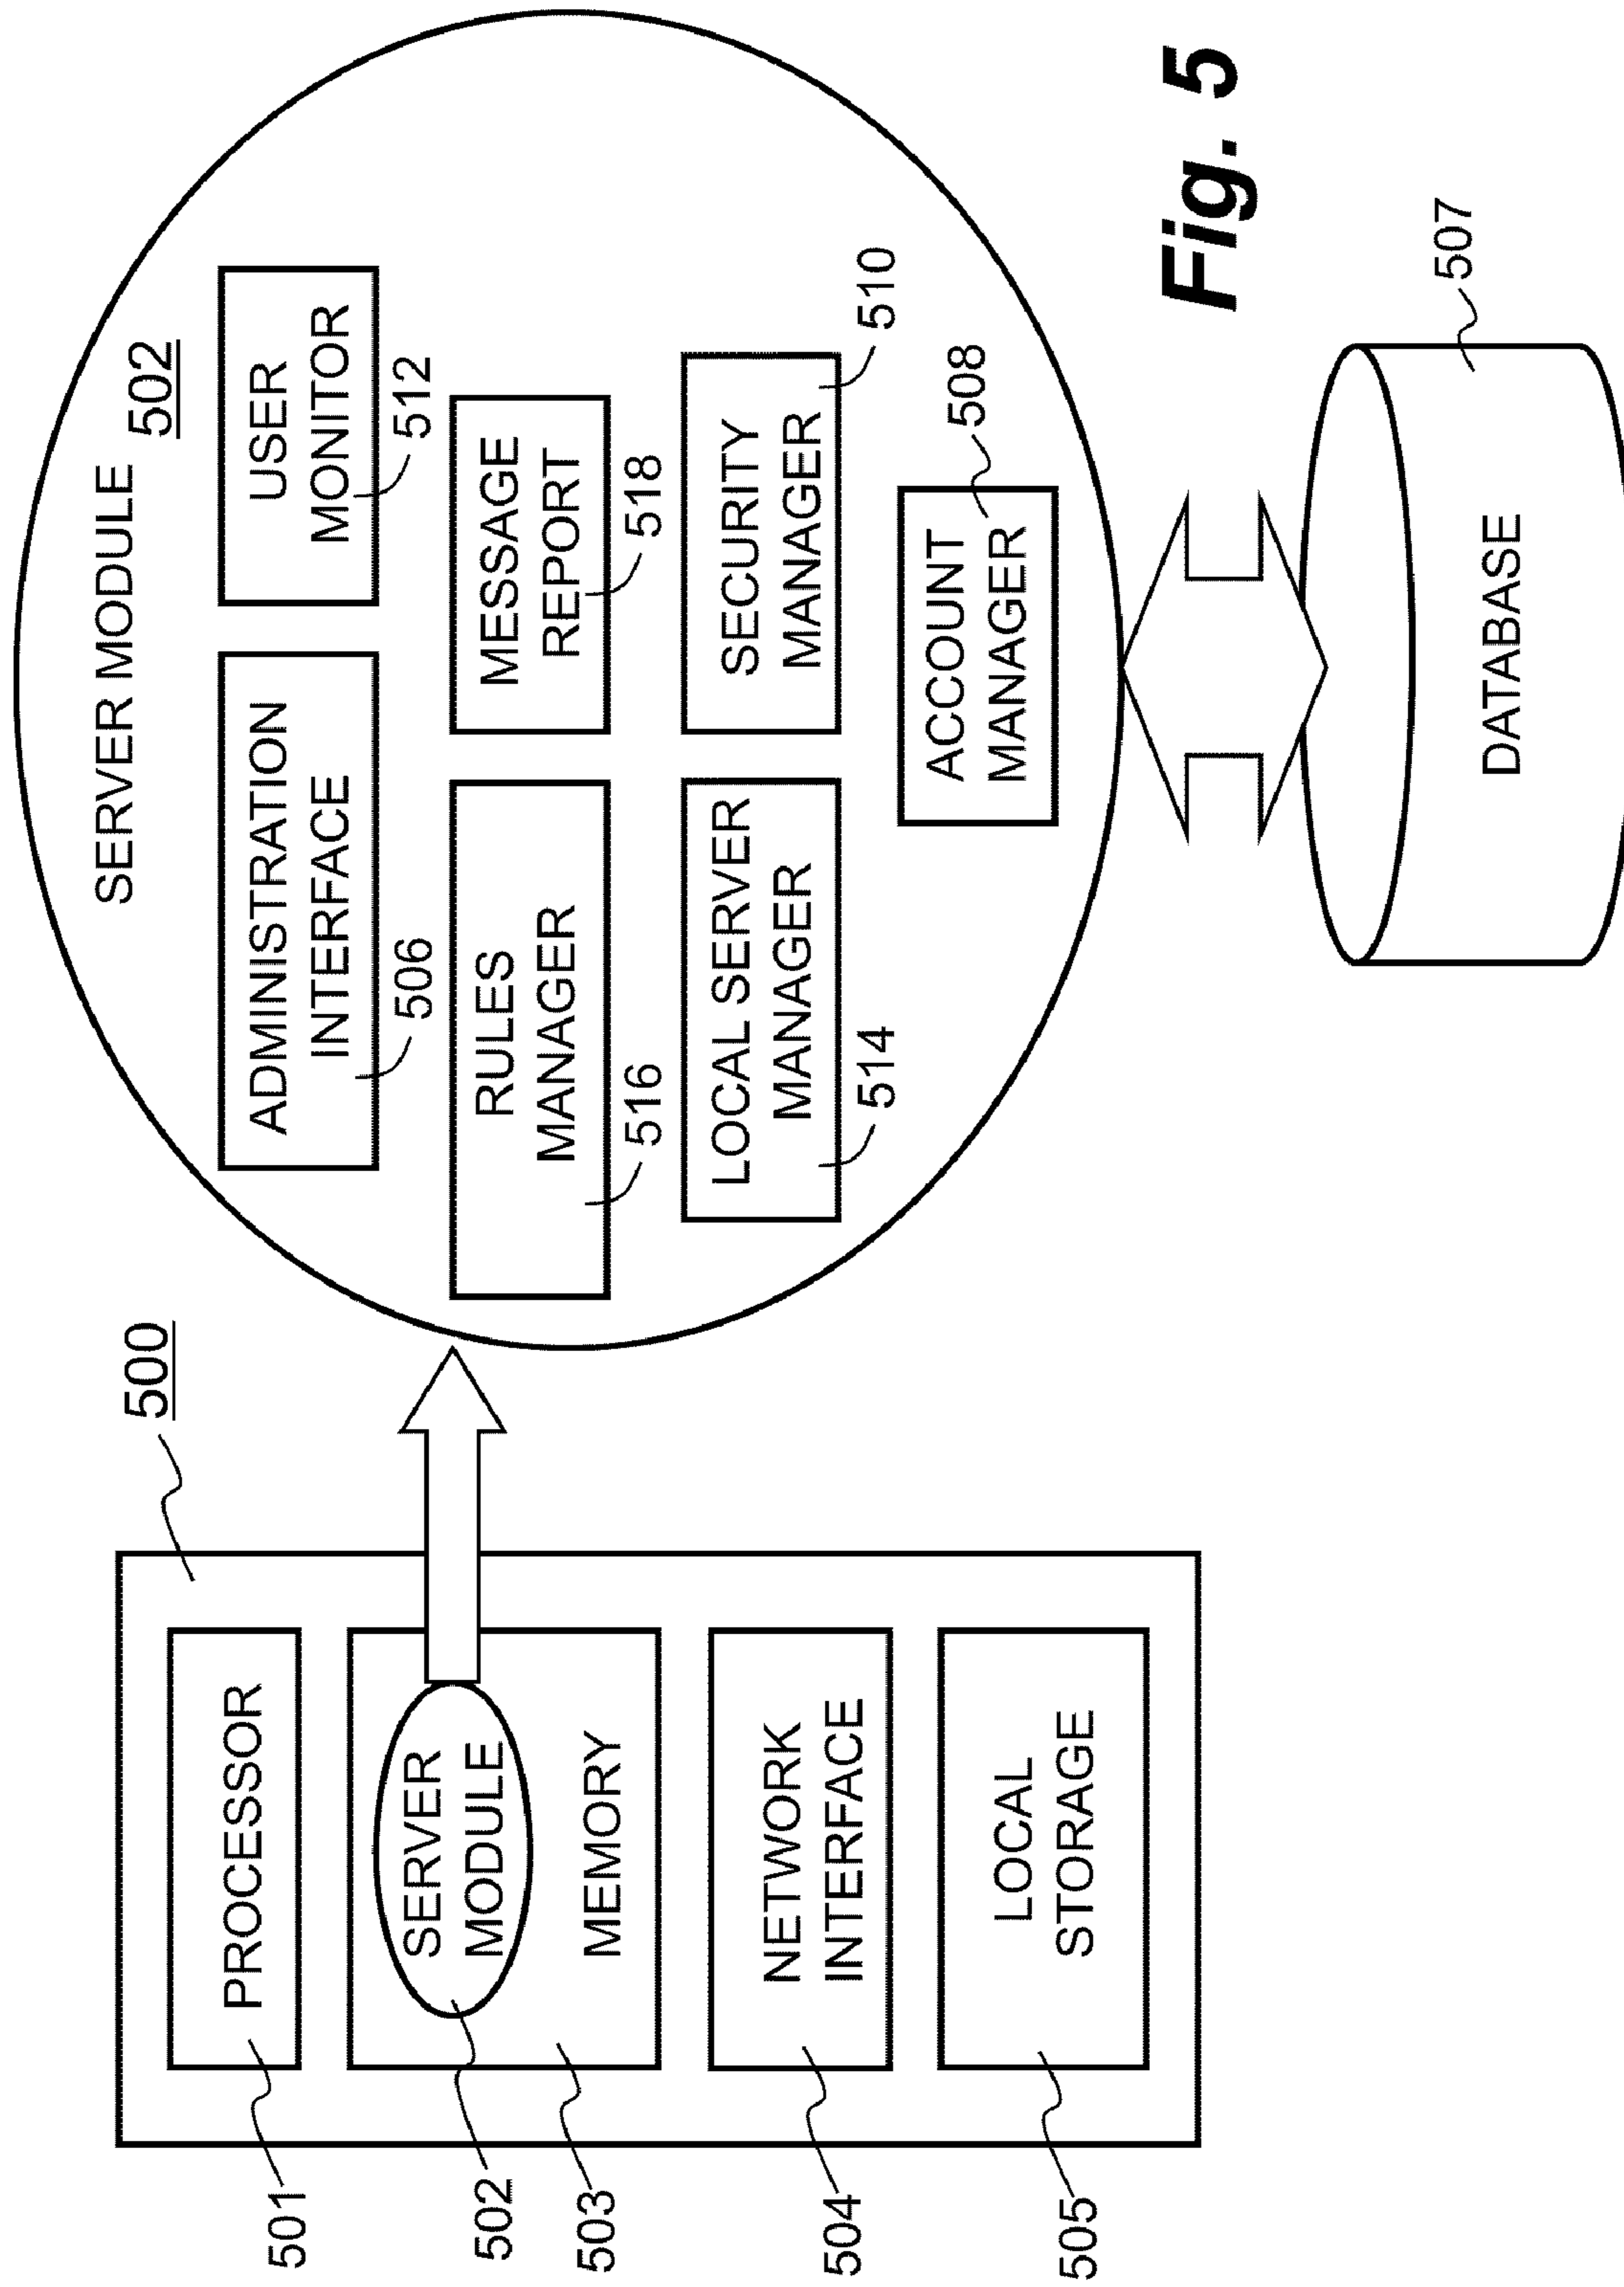 500
501
PROCESSOR
502
SERVER
MODULE
503
MEMORY
504
NETWORK
INTERFACE
505
LOCAL
STORAGE
SERVER MODULE 502
ADMINISTRATION
INTERFACE
506
USER
MONITOR
512
RULES
MANAGER
516
MESSAGE
REPORT
518
LOCAL SERVER
MANAGER
514
SECURITY
MANAGER
510
ACCOUNT
MANAGER
508
DATABASE
507
Fig. 5